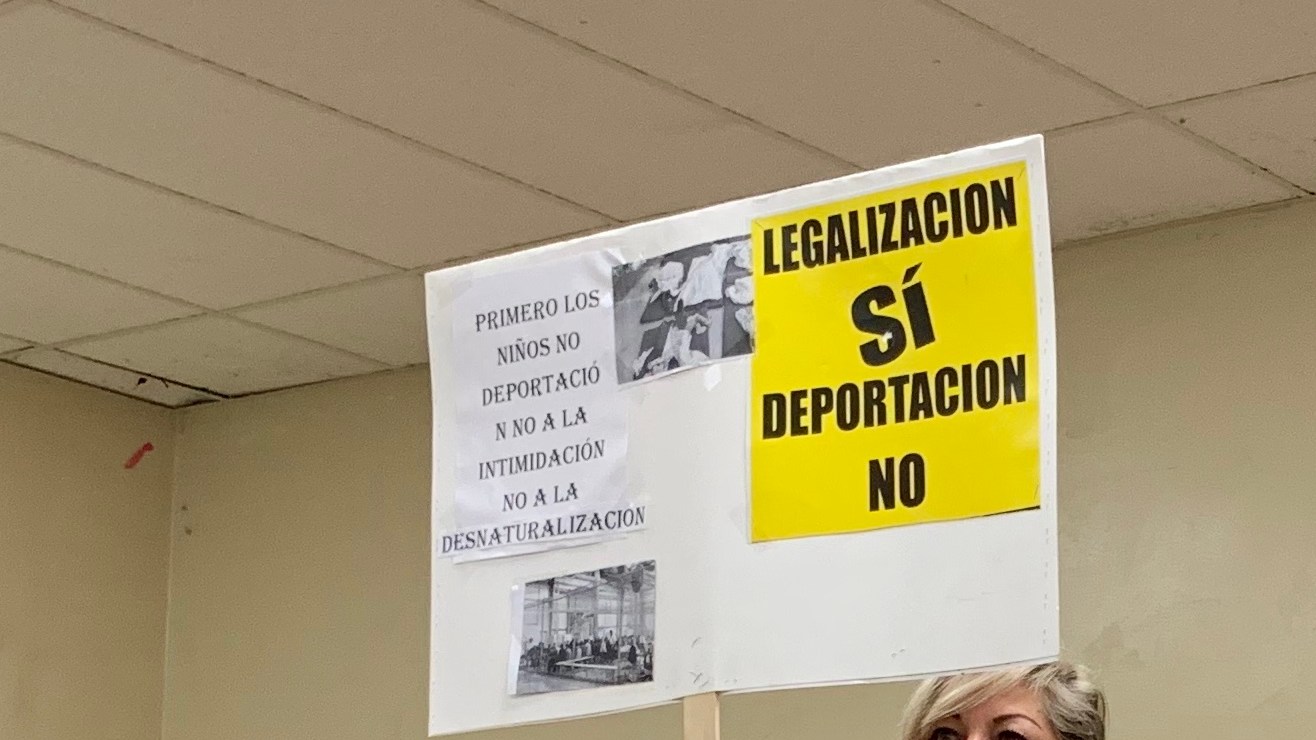 PRIMERO LOS
NIÑOS NO
DEPORTACIÓ
N NO A LA
INTIMIDACIÓN
NO A LA
DESNATURALIZACION
LEGALIZACION
SÍ
DEPORTACION
NO